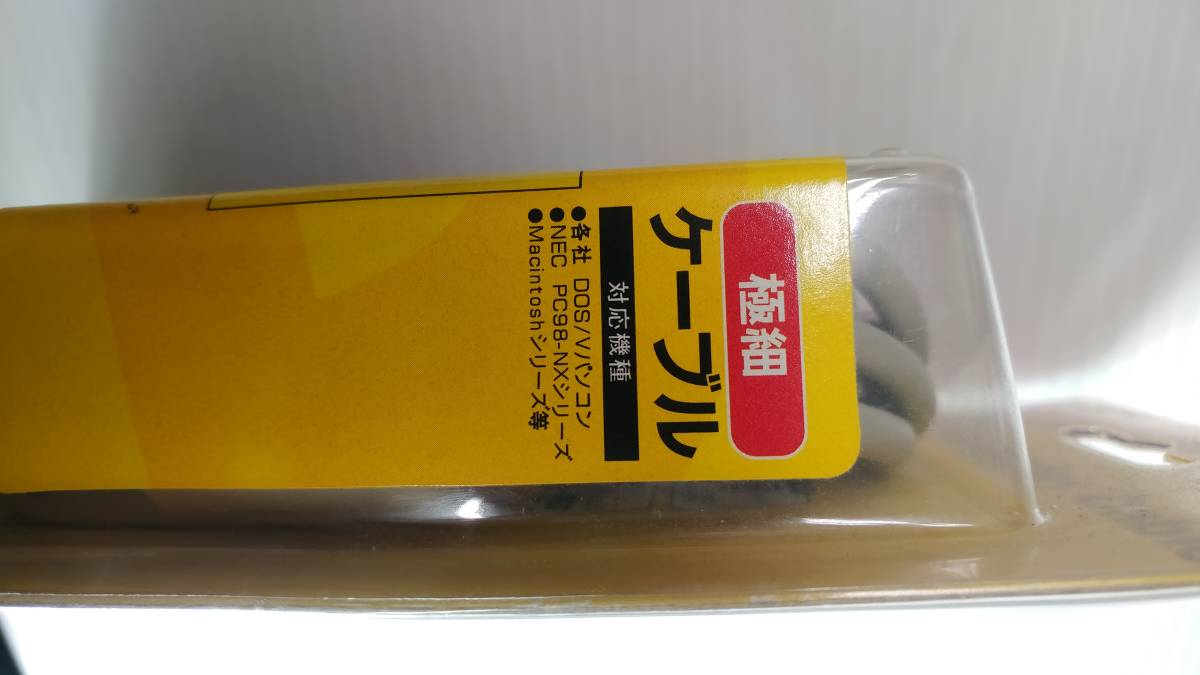 極細
ケーブル
対応機種
●各社 DOS/Vパソコン
●NEC PC98-NXシリーズ
●Macintoshシリーズ等